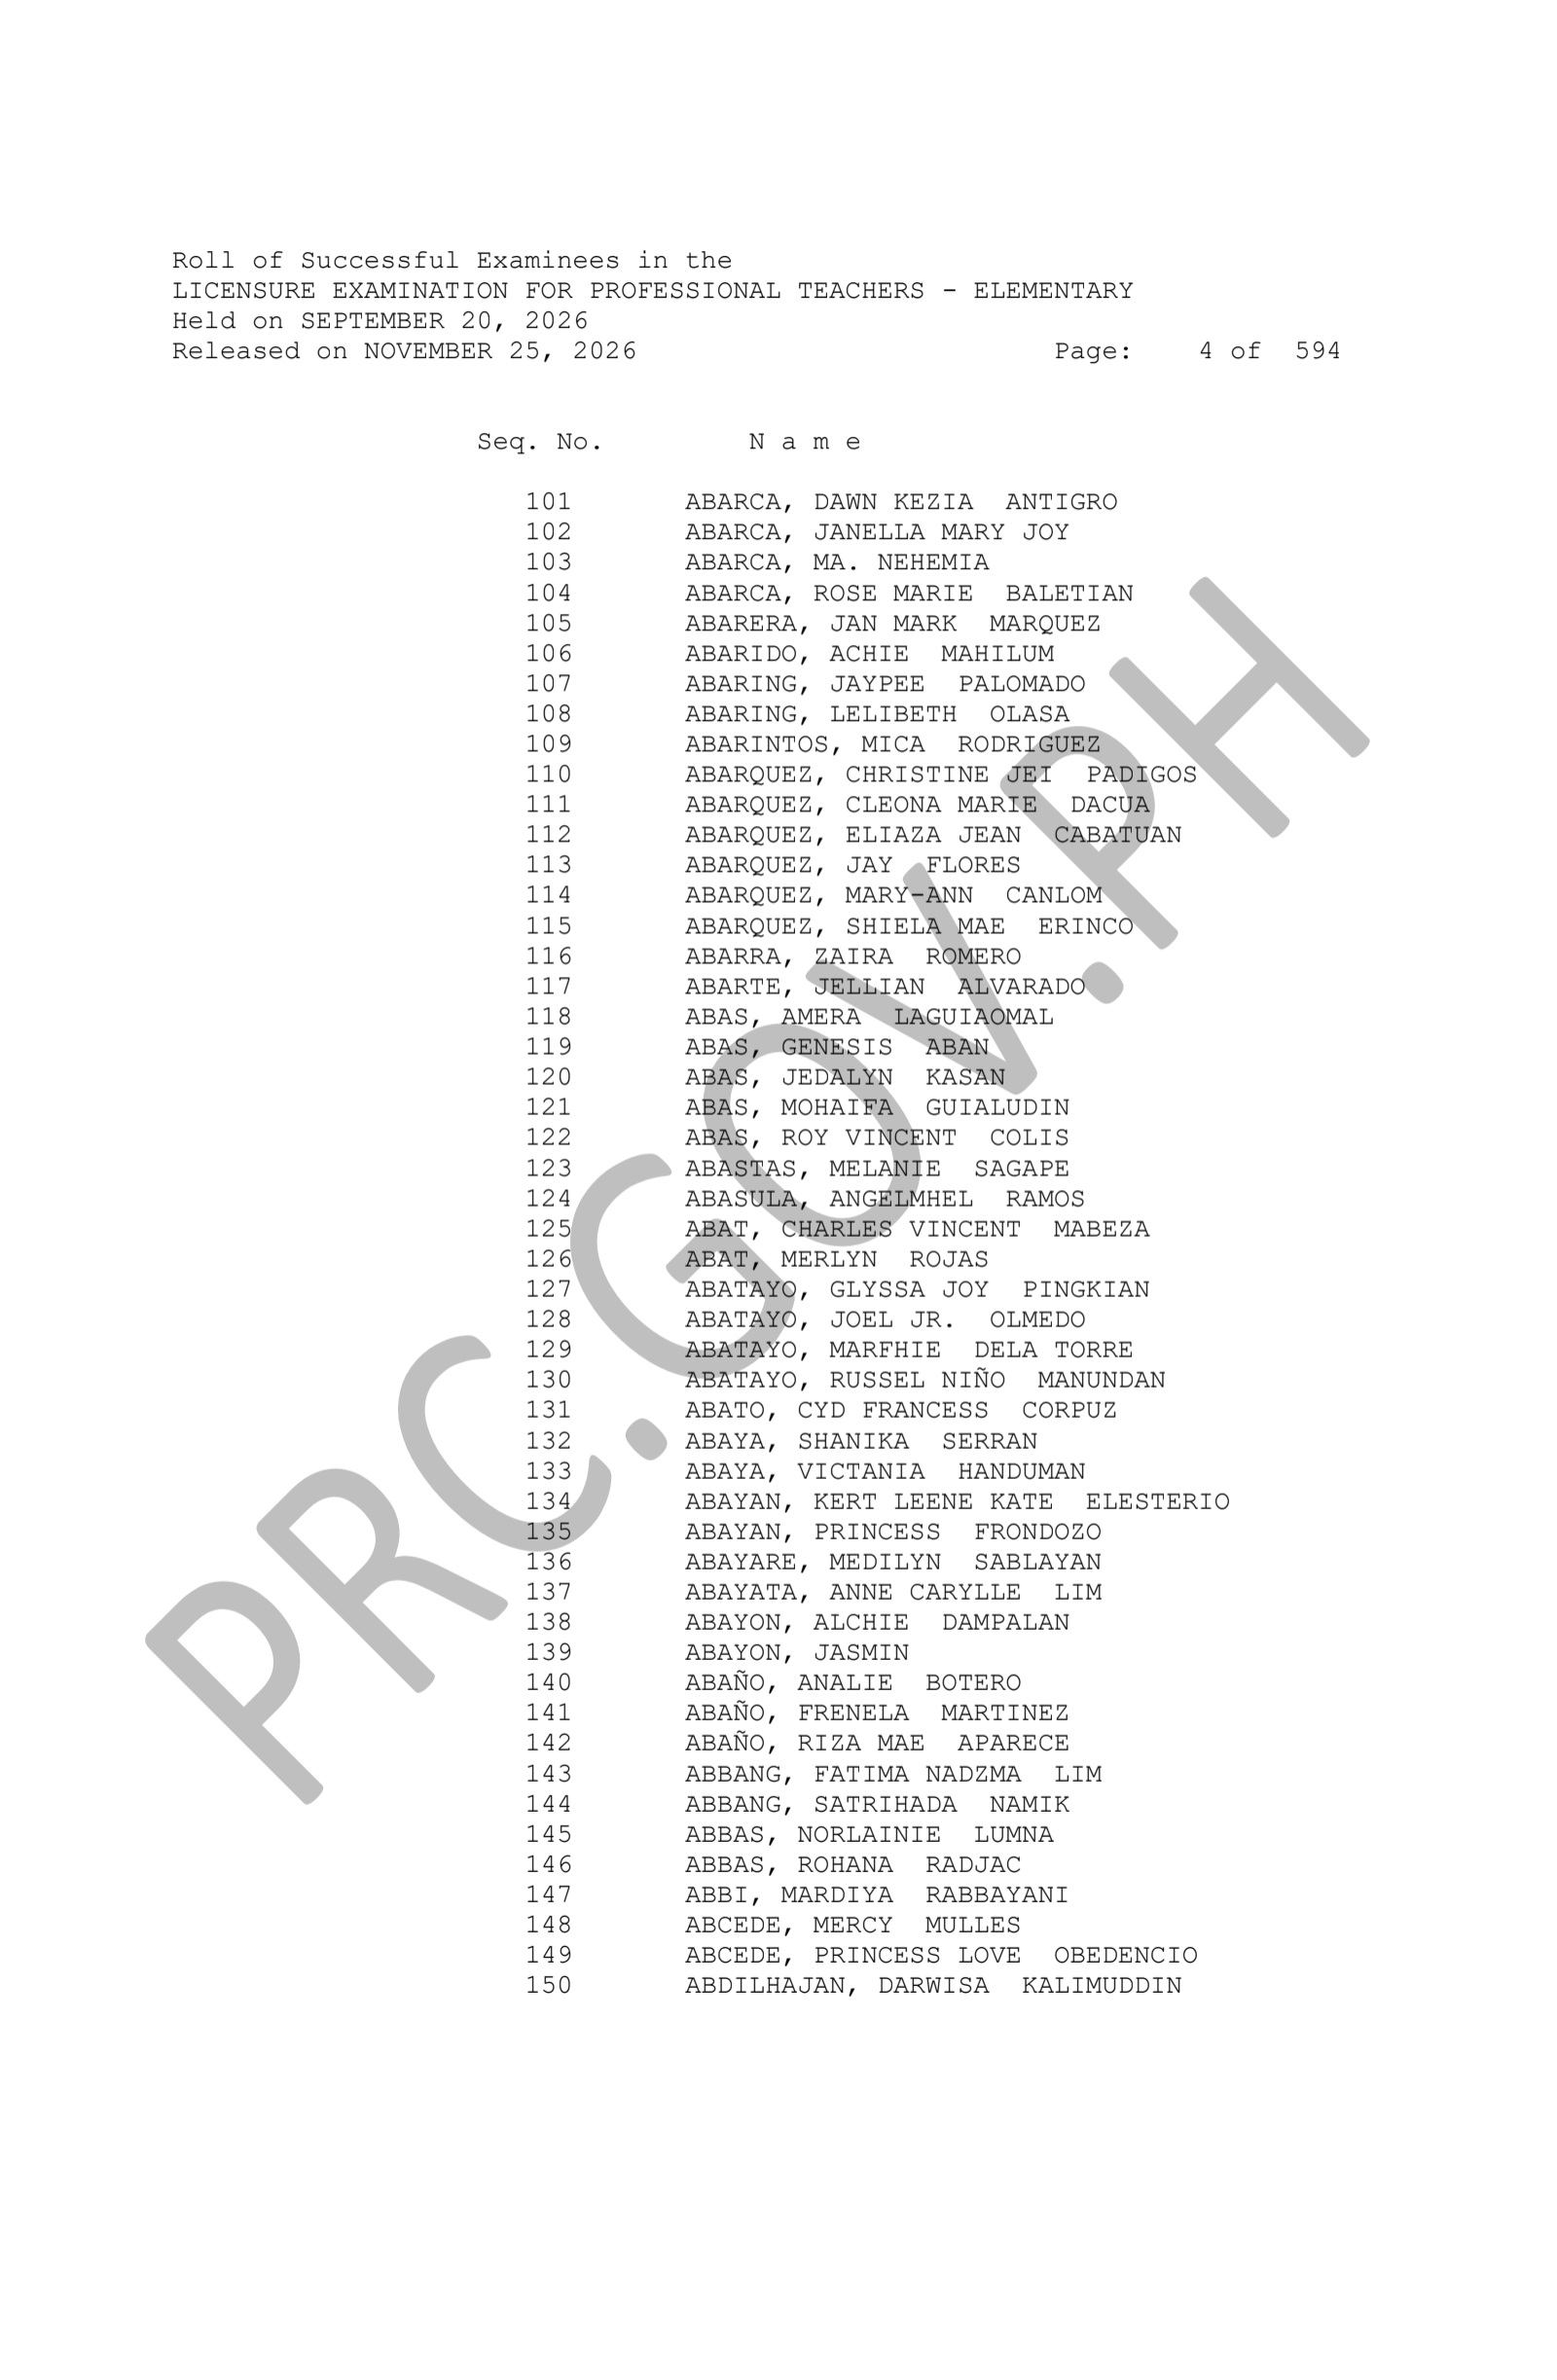 Roll of Successful Examinees in the
LICENSURE EXAMINATION FOR PROFESSIONAL TEACHERS - ELEMENTARY
Held on SEPTEMBER 20, 2026
Released on NOVEMBER 25, 2026 Page: 4 of 594
Seq. No. N a m e
101 ABARCA, DAWN KEZIA ANTIGRO
102 ABARCA, JANELLA MARY JOY
103 ABARCA, MA. NEHEMIA
104 ABARCA, ROSE MARIE BALETIAN
105 ABARERA, JAN MARK MARQUEZ
106 ABARIDO, ACHIE MAHILUM
107 ABARING, JAYPEE PALOMADO
108 ABARING, LELIBETH OLASA
109 ABARINTOS, MICA RODRIGUEZ
110 ABARQUEZ, CHRISTINE JEI PADIGOS
111 ABARQUEZ, CLEONA MARIE DACUA
112 ABARQUEZ, ELIAZA JEAN CABATUAN
113 ABARQUEZ, JAY FLORES
114 ABARQUEZ, MARY-ANN CANLOM
115 ABARQUEZ, SHIELA MAE ERINCO
116 ABARRA, ZAIRA ROMERO
117 ABARTE, JELLIAN ALVARADO
118 ABAS, AMERA LAGUIAOMAL
119 ABAS, GENESIS ABAN
120 ABAS, JEDALYN KASAN
121 ABAS, MOHAIFA GUIALUDIN
122 ABAS, ROY VINCENT COLIS
123 ABASTAS, MELANIE SAGAPE
124 ABASULA, ANGELMHEL RAMOS
125 ABAT, CHARLES VINCENT MABEZA
126 ABAT, MERLYN ROJAS
127 ABATAYO, GLYSSA JOY PINGKIAN
128 ABATAYO, JOEL JR. OLMEDO
129 ABATAYO, MARFHIE DELA TORRE
130 ABATAYO, RUSSEL NIÑO MANUNDAN
131 ABATO, CYD FRANCESS CORPUZ
132 ABAYA, SHANIKA SERRAN
133 ABAYA, VICTANIA HANDUMAN
134 ABAYAN, KERT LEENE KATE ELESTERIO
135 ABAYAN, PRINCESS FRONDOZO
136 ABAYARE, MEDILYN SABLAYAN
137 ABAYATA, ANNE CARYLLE LIM
138 ABAYON, ALCHIE DAMPALAN
139 ABAYON, JASMIN
140 ABAÑO, ANALIE BOTERO
141 ABAÑO, FRENELA MARTINEZ
142 ABAÑO, RIZA MAE APARECE
143 ABBANG, FATIMA NADZMA LIM
144 ABBANG, SATRIHADA NAMIK
145 ABBAS, NORLAINIE LUMNA
146 ABBAS, ROHANA RADJAC
147 ABBI, MARDIYA RABBAYANI
148 ABCEDE, MERCY MULLES
149 ABCEDE, PRINCESS LOVE OBEDENCIO
150 ABDILHAJAN, DARWISA KALIMUDDIN
PRC.GOV.PH